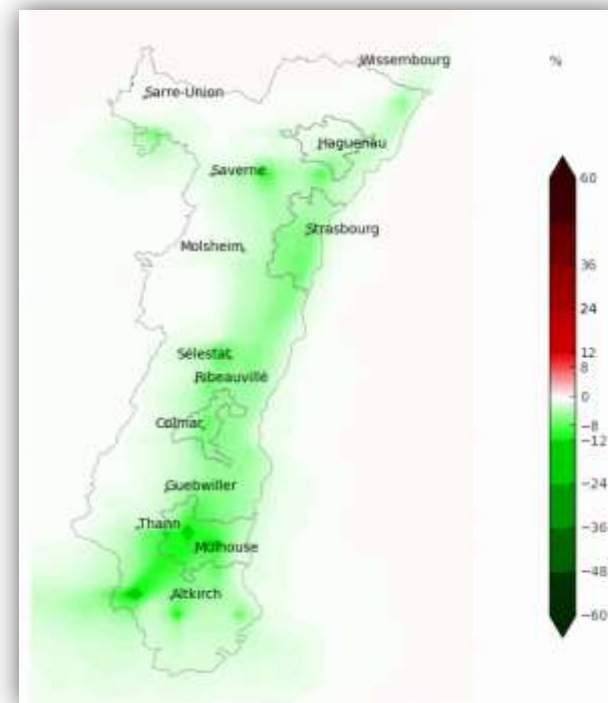 Wissembourg
%
Sarre-Union
Haguenau
Saverne
60
Strasbourg
Molsheim
36
24
12
Sélestat
8
Ribeauvillé
0
Colmar
-8
-12
Guebwiller
-24
Thann
Mulhouse
-36
-48
Altkirch
-60